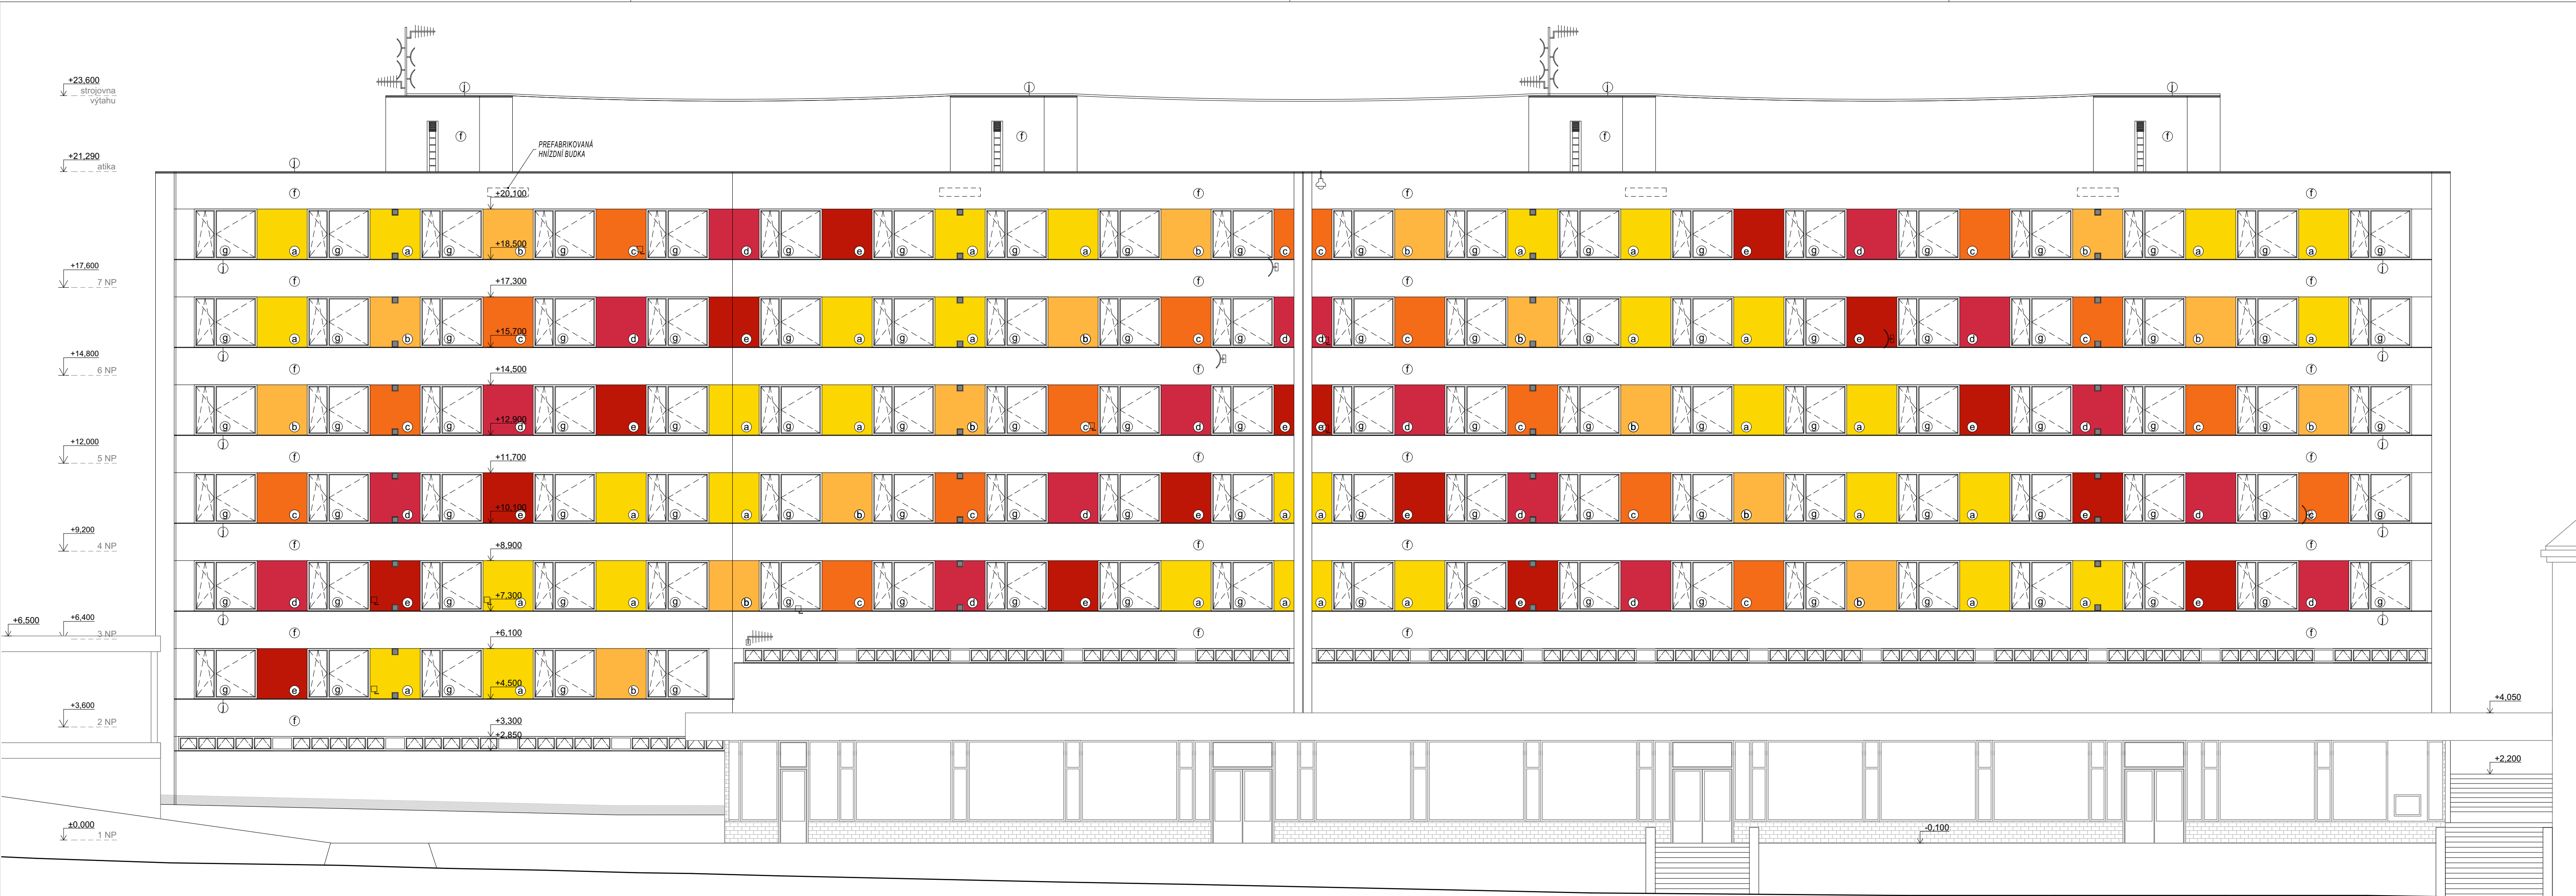 +23,600
strojovna
výtahu
j j j j
f f f f
PREFABRIKOVANÁ
HNÍZDNÍ BUDKA
+21,290
atika
j
f +20,100 f f f
+18,500
g a g a g b g c g d g e g a g a g b g c c g b g a g a g e g d g c g b g a g a g
j j
+17,600
7 NP
f f f f
+17,300
+15,700
g a g b g c g d g e g a g a g b g c g d d g c g b g a g a g e g d g c g b g a g
j j
+14,800
6 NP
f f f f
+14,500
+12,900
g b g c g d g e g a g a g b g c g d g e e g d g c g b g a g a g e g d g c g b g
j j
+12,000
5 NP
f f f f
+11,700
+10,100
g c g d g e g a g a g b g c g d g e g a a g e g d g c g b g a g a g e g d g c g
j j
+9,200
4 NP
f f f f
+8,900
+7,300
g d g e g a g a g b g c g d g e g a g a a g a g e g d g c g b g a g a g e g d g
j j
+6,500
+6,400
3 NP
f f f f
+6,100
+4,500
g e g a g a g b g
j
+3,600
2 NP
+4,050
f
+3,300
+2,850
+2,200
±0,000
1 NP
-0,100